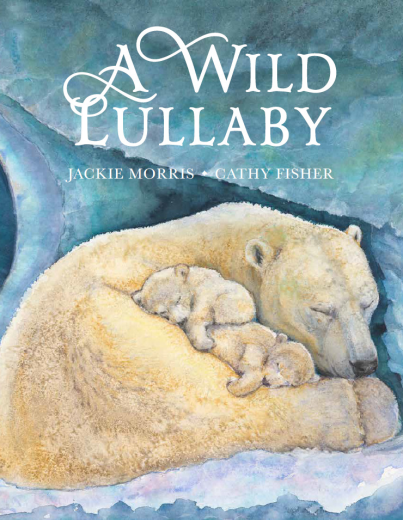 A Wild
Lullaby
JACKIE MORRIS • CATHY FISHER